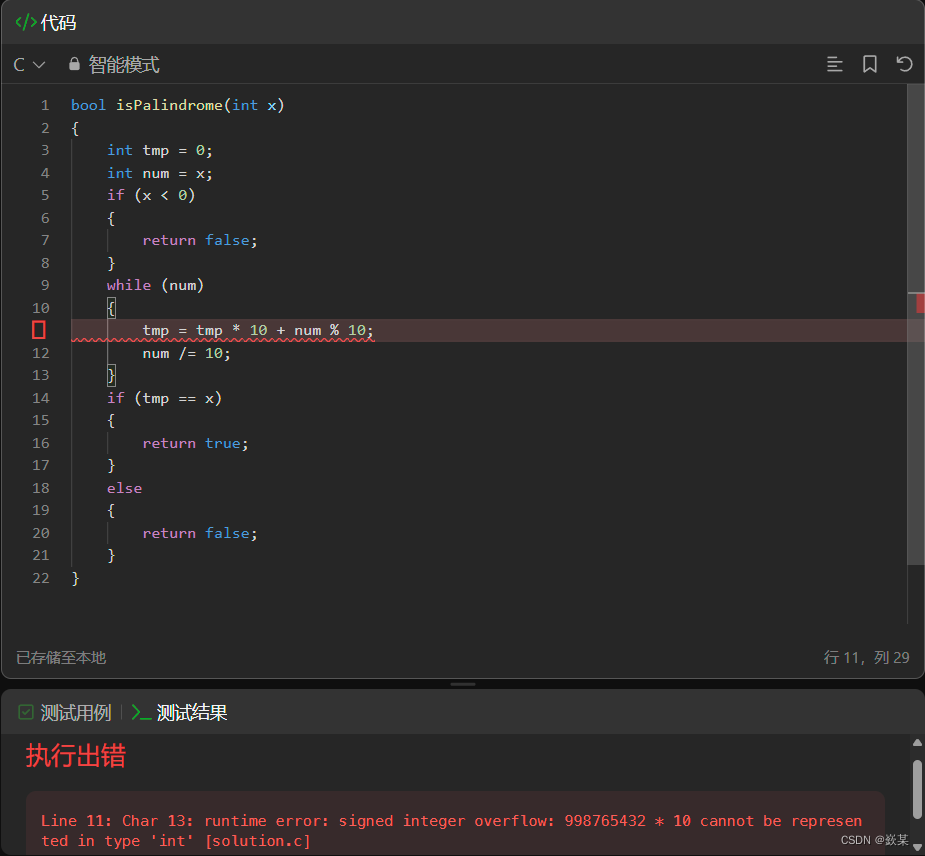 </> 代码
C 智能模式
1 bool isPalindrome(int x)
2 {
3     int tmp = 0;
4     int num = x;
5     if (x < 0)
6     {
7         return false;
8     }
9     while (num)
10     {
        tmp = tmp * 10 + num % 10;
12         num /= 10;
13     }
14     if (tmp == x)
15     {
16         return true;
17     }
18     else
19     {
20         return false;
21     }
22 }
已存储至本地 行 11，列 29
测试用例 >_ 测试结果
执行出错
Line 11: Char 13: runtime error: signed integer overflow: 998765432 * 10 cannot be represen
ted in type 'int' [solution.c]
CSDN @嵌某